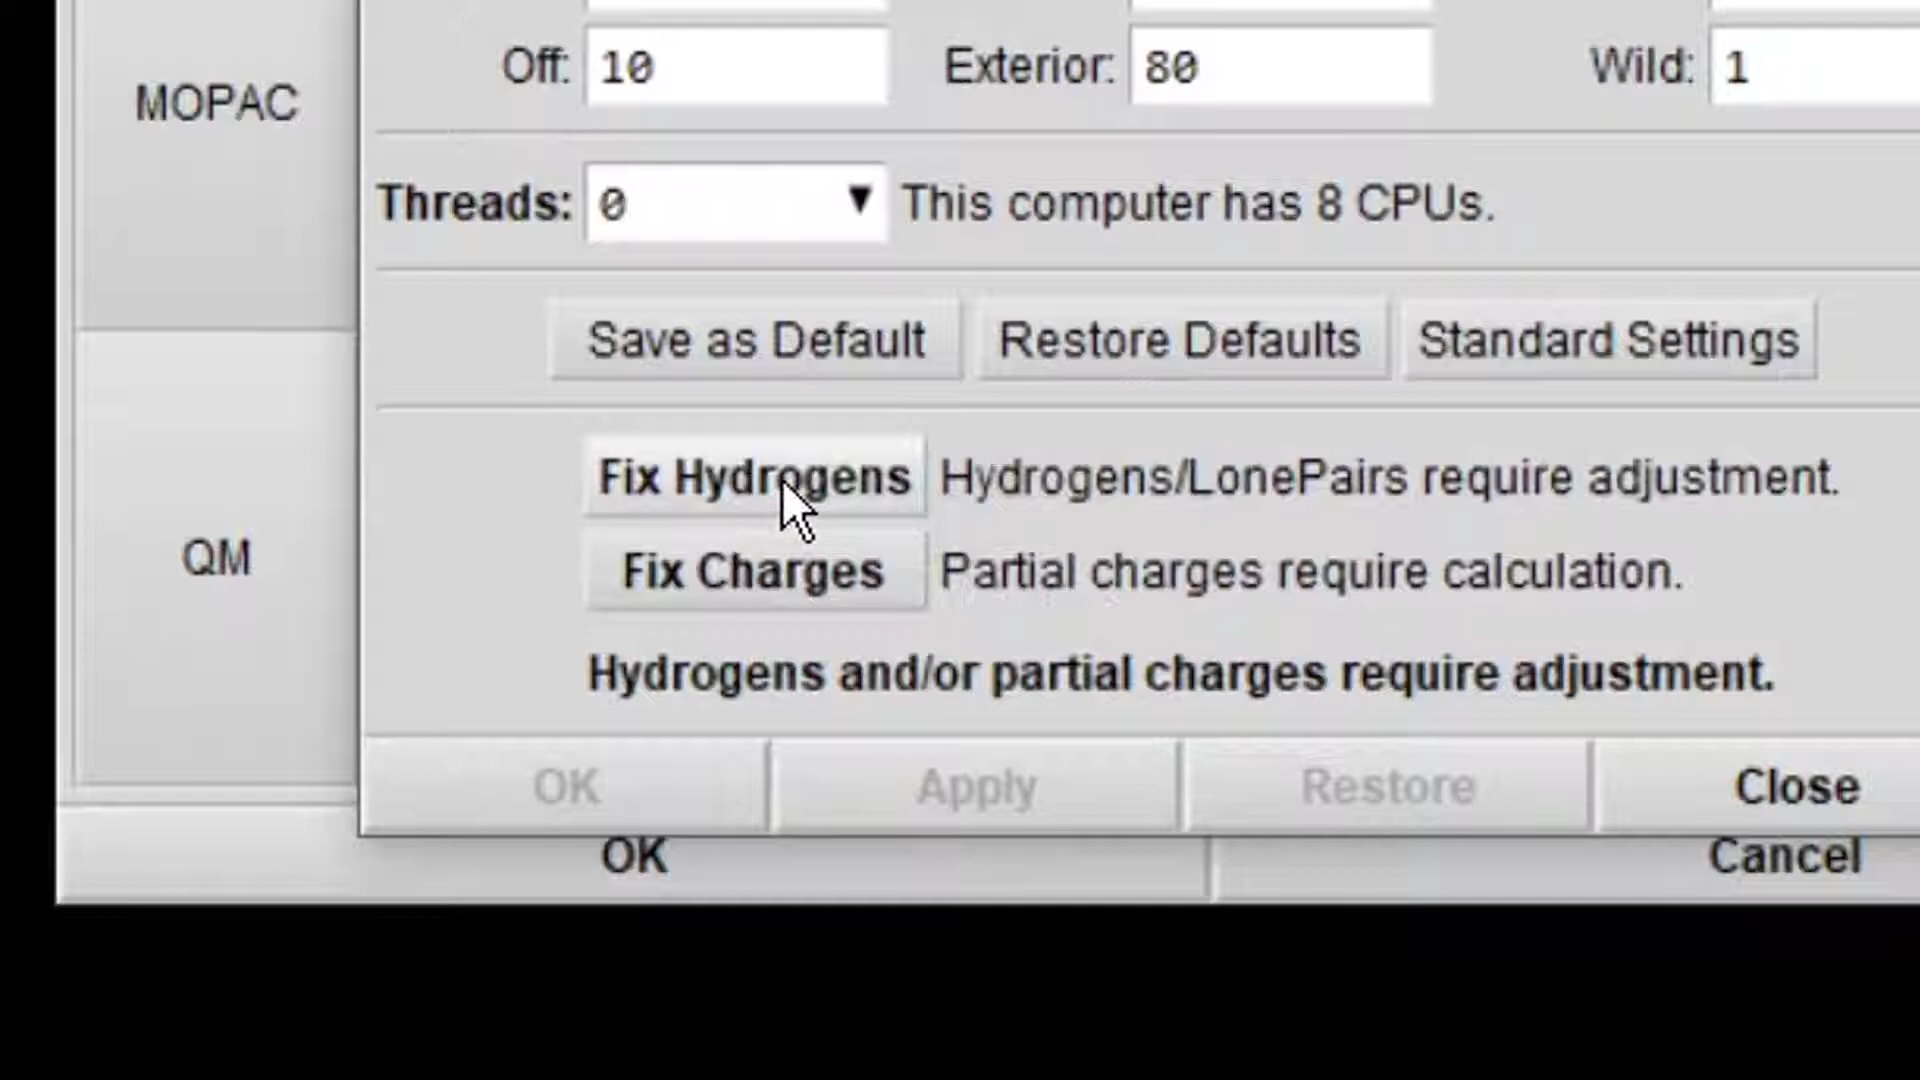 MOPAC
Off: 10 Exterior: 80 Wild: 1
Threads: 0 This computer has 8 CPUs.
Save as Default Restore Defaults Standard Settings
Fix Hydrogens Hydrogens/LonePairs require adjustment.
QM
Fix Charges Partial charges require calculation.
Hydrogens and/or partial charges require adjustment.
OK Apply Restore Close
OK Cancel